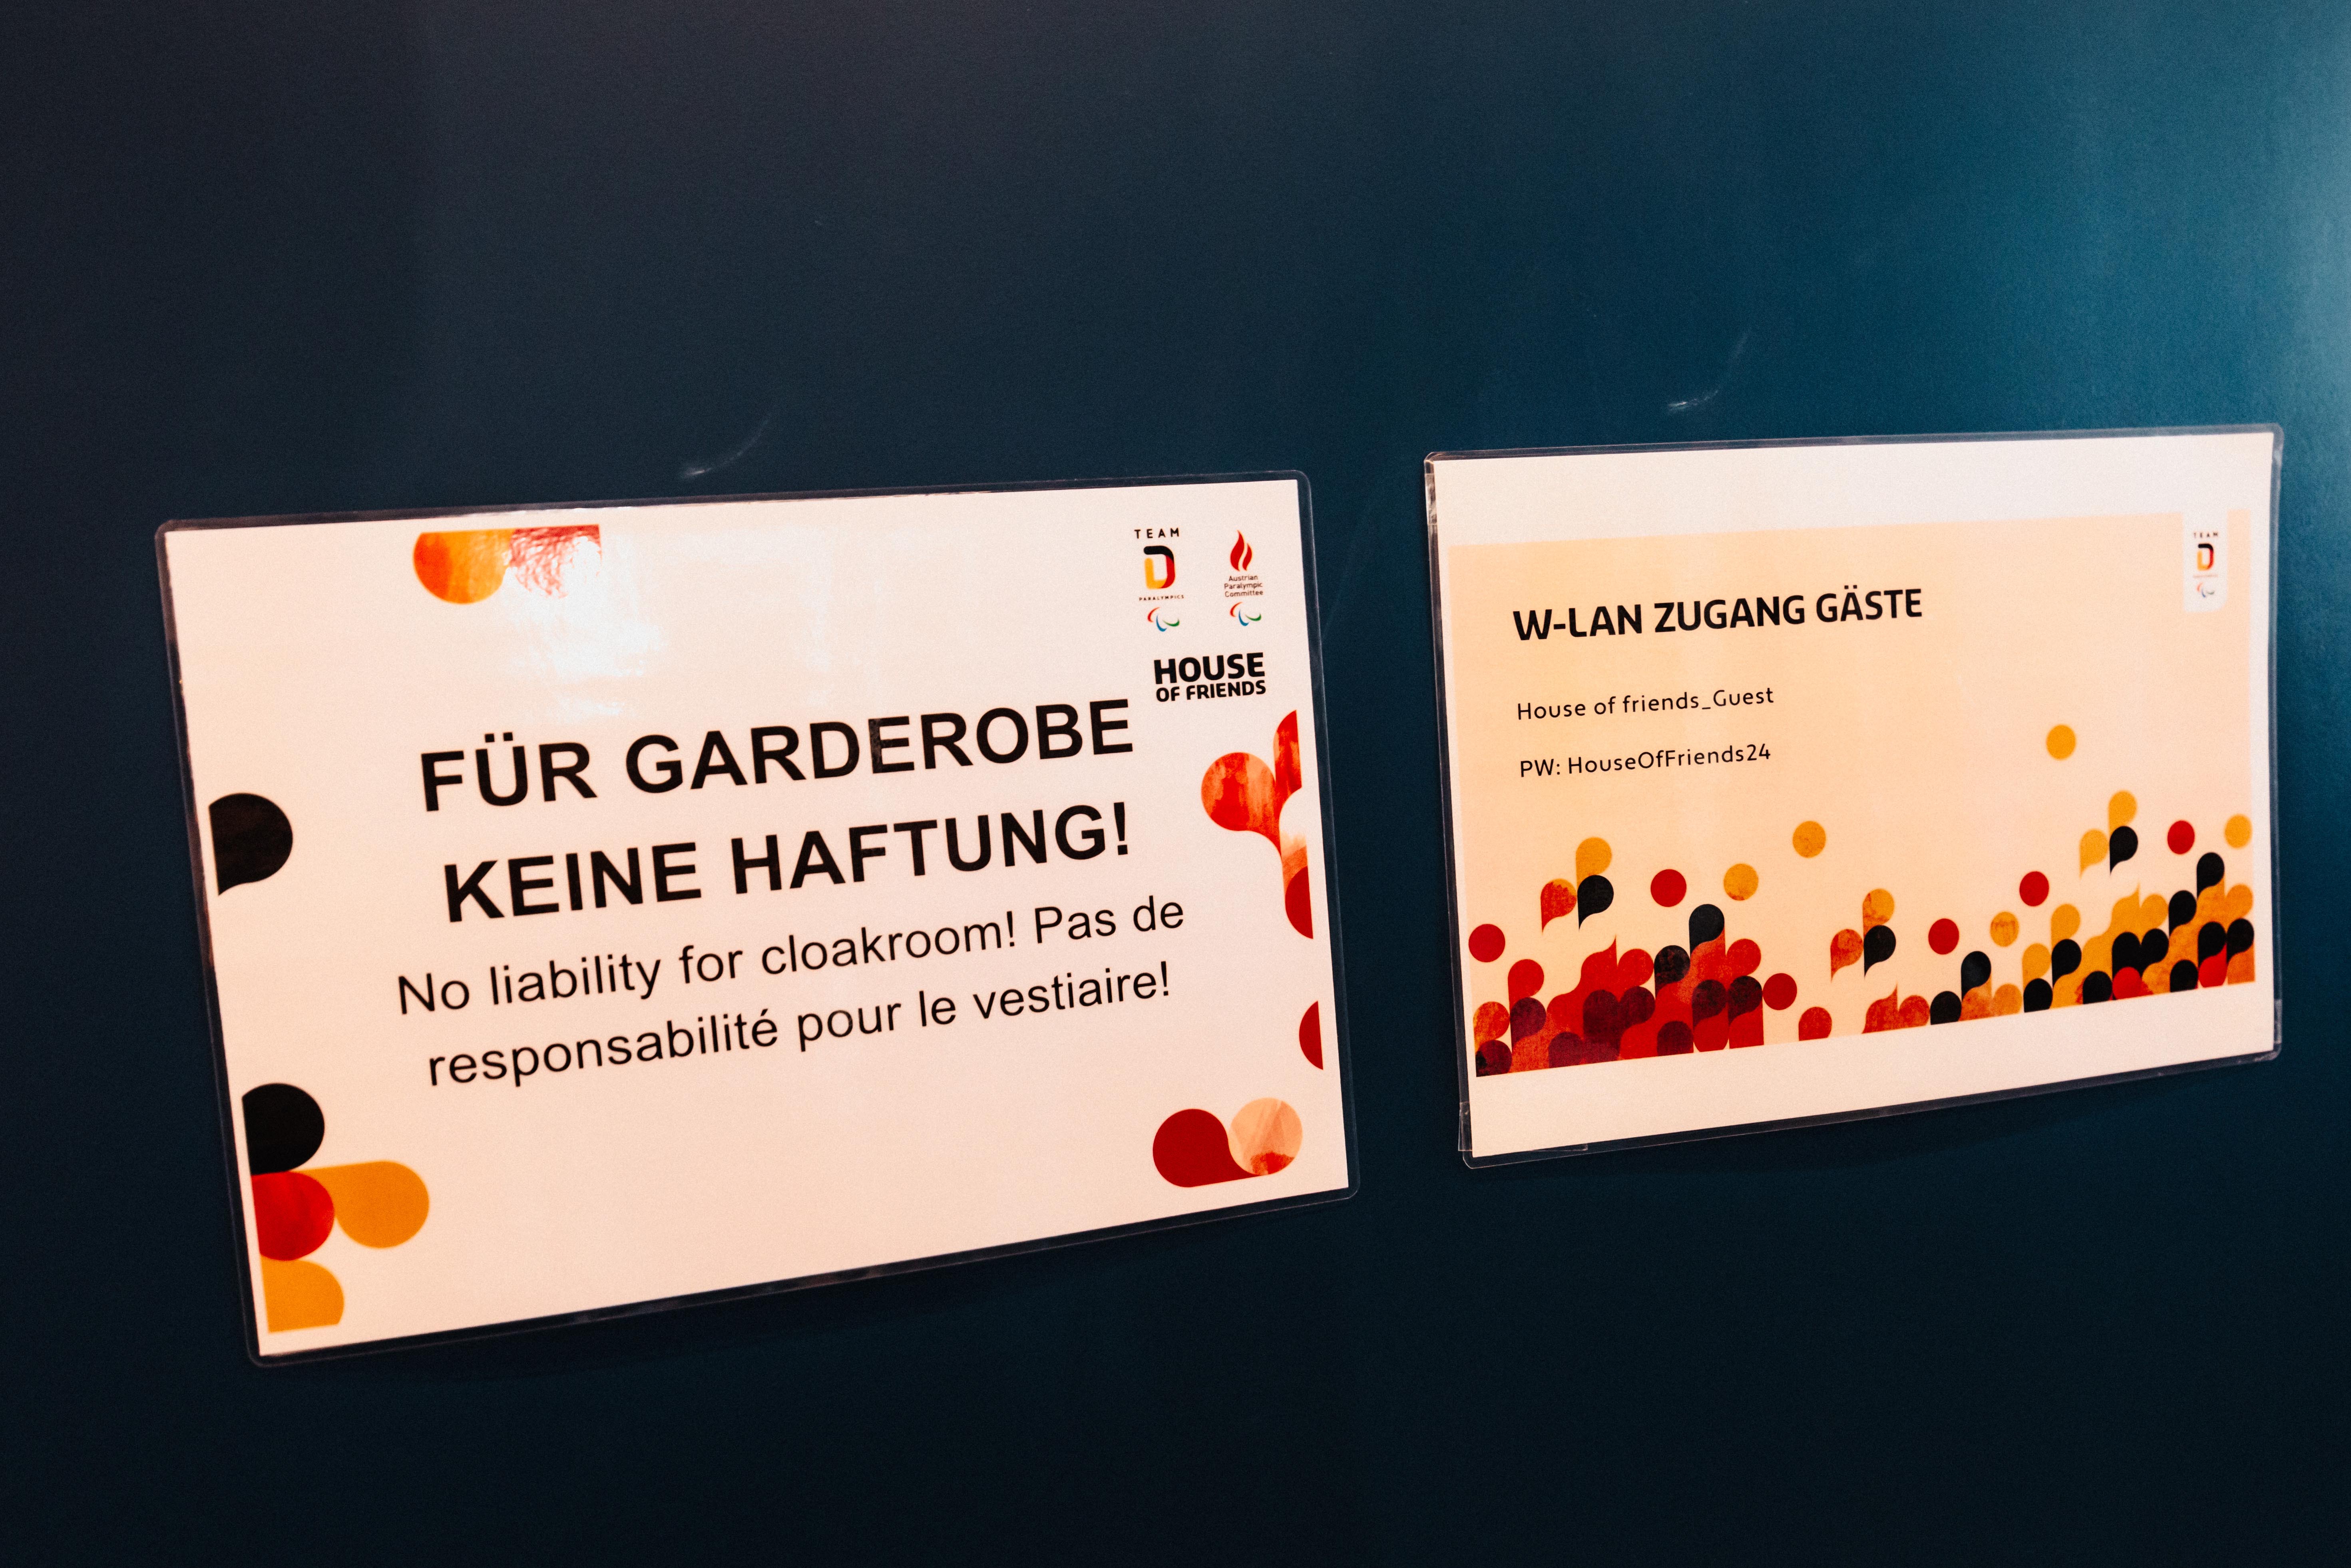 TEAM
D
PARALYMPICS
Austrian
Paralympic
Committee
HOUSE
OF FRIENDS
FÜR GARDEROBE
KEINE HAFTUNG!
No liability for cloakroom! Pas de
responsabilité pour le vestiaire!
TEAM
D
W-LAN ZUGANG GÄSTE
House of friends_Guest
PW: HouseOfFriends24